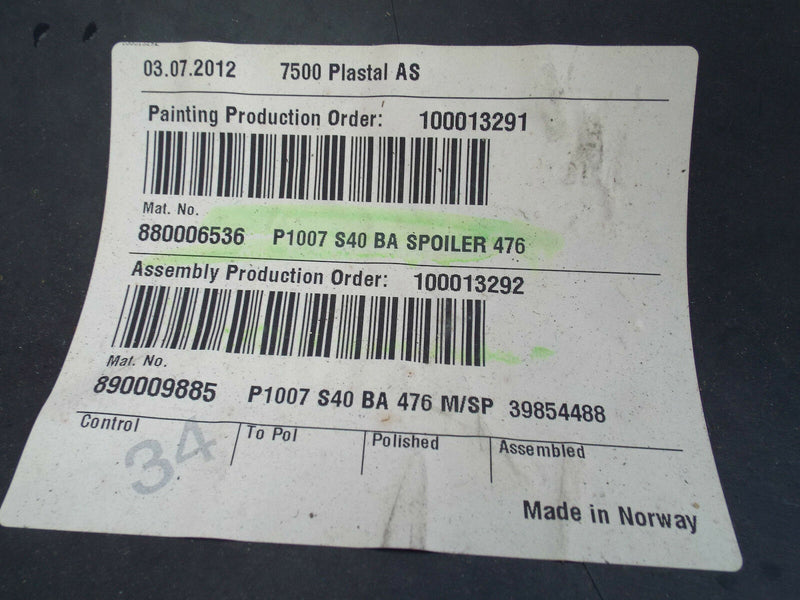 03.07.2012 7500 Plastal AS
Painting Production Order: 100013291
Mat. No.
880006536 P1007 S40 BA SPOILER 476
Assembly Production Order: 100013292
Mat. No.
890009885 P1007 S40 BA 476 M/SP 39854488
Control To Pol Polished Assembled
34
Made in Norway